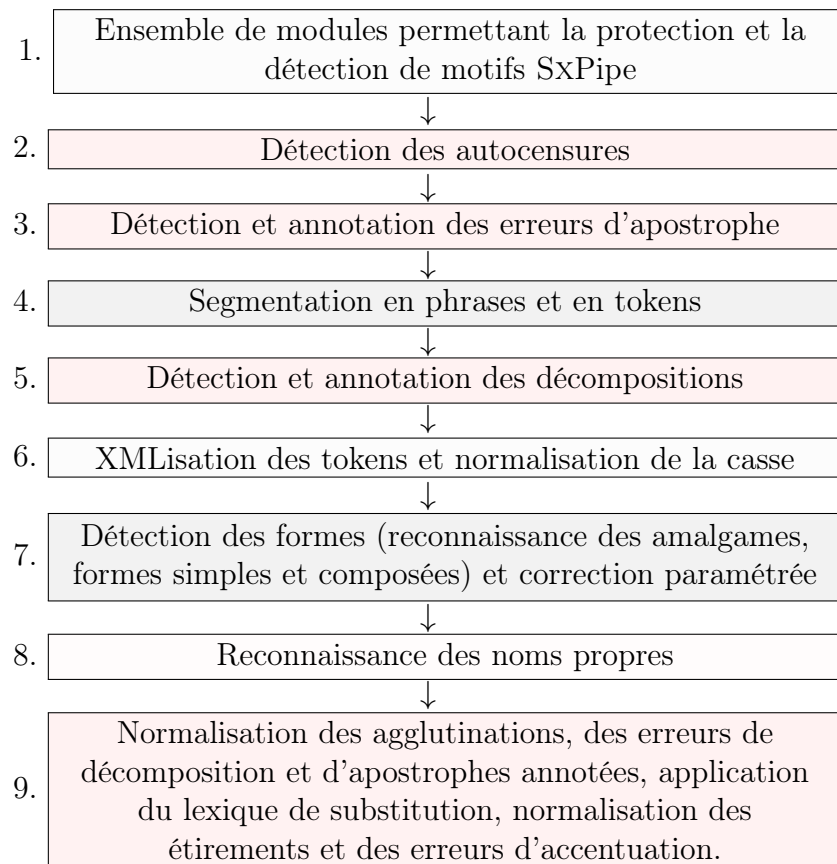 1. Ensemble de modules permettant la protection et la
détection de motifs SxPipe
↓
2. Détection des autocensures
↓
3. Détection et annotation des erreurs d'apostrophe
↓
4. Segmentation en phrases et en tokens
↓
5. Détection et annotation des décompositions
↓
6. XMLisation des tokens et normalisation de la casse
↓
7. Détection des formes (reconnaissance des amalgames,
formes simples et composées) et correction paramétrée
↓
8. Reconnaissance des noms propres
↓
9. Normalisation des agglutinations, des erreurs de
décomposition et d'apostrophes annotées, application
du lexique de substitution, normalisation des
étirements et des erreurs d'accentuation.